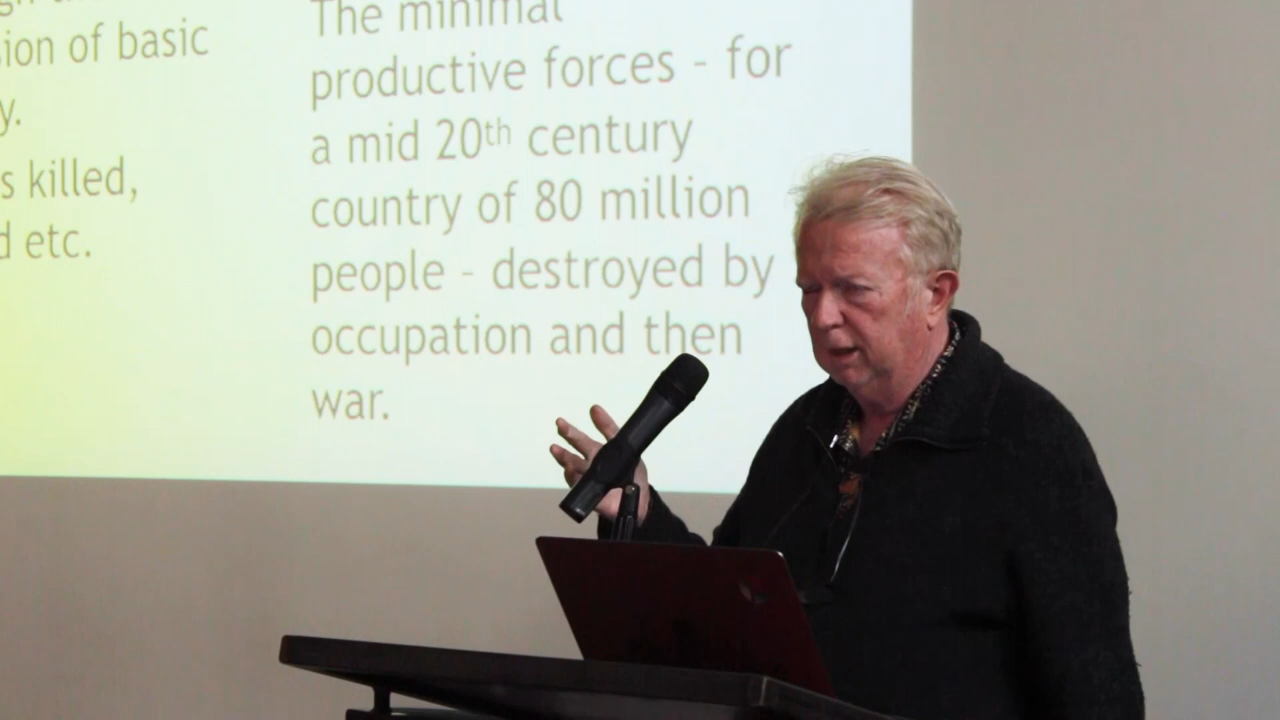 sion of basic
y.
s killed,
d etc.
The minimal
productive forces - for
a mid 20th century
country of 80 million
people - destroyed by
occupation and then
war.